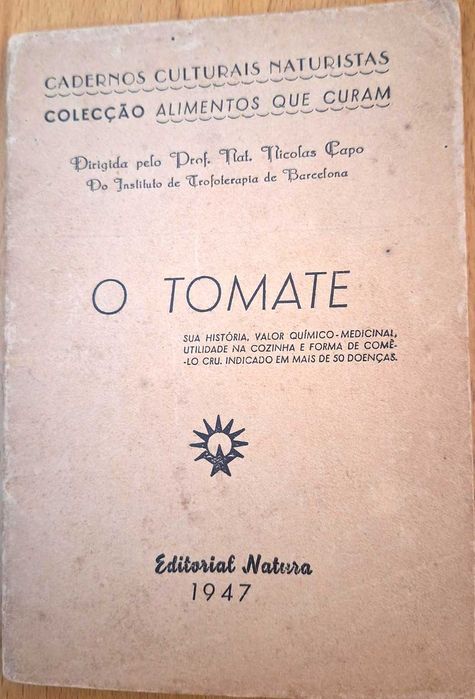 CADERNOS CULTURAIS NATURISTAS
COLECÇÃO ALIMENTOS QUE CURAM
Dirigida pelo Prof. Nat. Nicolas Capo
Do Instituto de Trofoterapia de Barcelona
O TOMATE
SUA HISTÓRIA, VALOR QUÍMICO-MEDICINAL,
UTILIDADE NA COZINHA E FORMA DE COMÊ-
-LO CRU. INDICADO EM MAIS DE 50 DOENÇAS.
Editorial Natura
1947